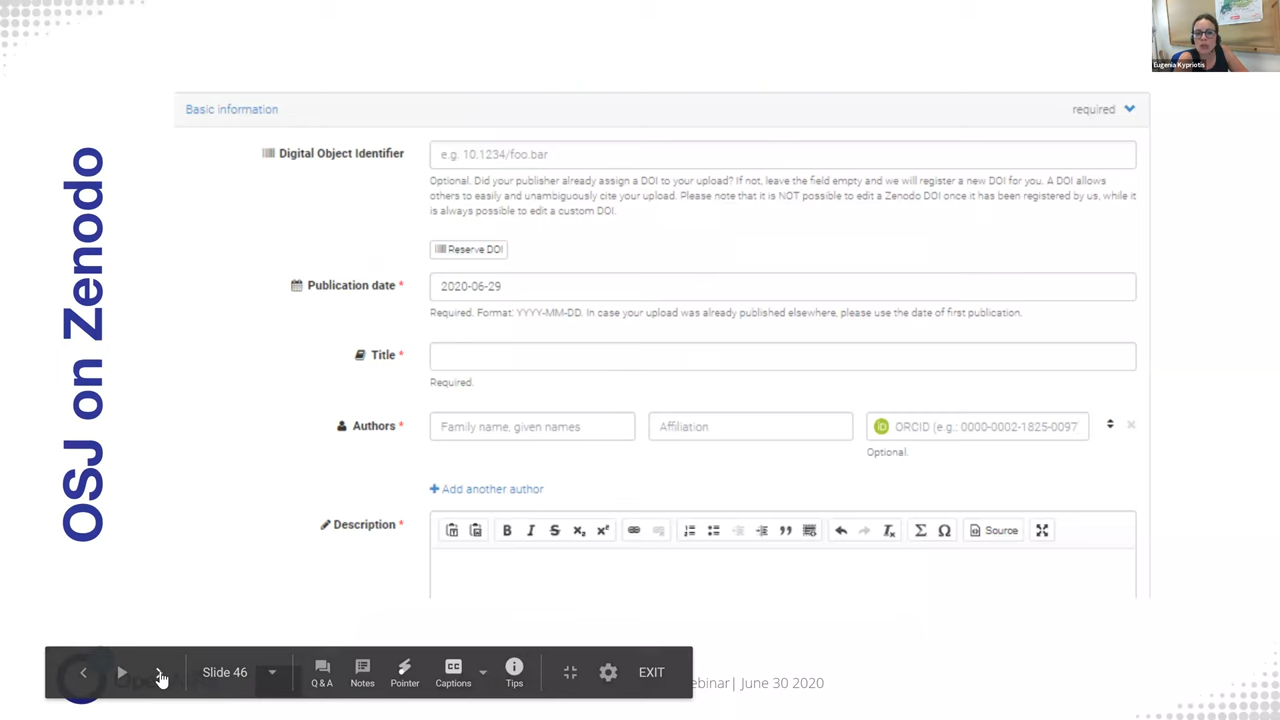 Eugenia Kypriotis
OSJ on Zenodo
Basic information
required
Digital Object Identifier
e.g. 10.1234/foo.bar
Optional. Did your publisher already assign a DOI to your upload? If not, leave the field empty and we will register a new DOI for you. A DOI allows
others to easily and unambiguously cite your upload. Please note that it is NOT possible to edit a Zenodo DOI once it has been registered by us, while it
is always possible to edit a custom DOI.
Reserve DOI
Publication date *
2020-06-29
Required. Format: YYYY-MM-DD. In case your upload was already published elsewhere, please use the date of first publication.
Title *
Required.
Authors *
Family name, given names
Affiliation
iD
ORCID (e.g.: 0000-0002-1825-0097
Optional.
Add another author
Description *
B I S x₂ x² Σ Ω Source
Slide 46
Q & A
Notes
Pointer
CC
Captions
Tips
EXIT
ebinar| June 30 2020